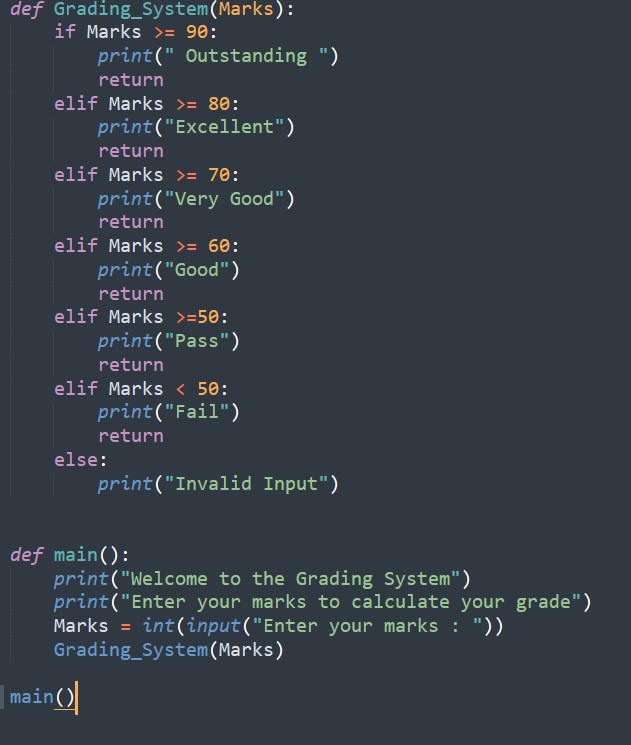 def Grading_System(Marks):
    if Marks >= 90:
        print(" Outstanding ")
        return
    elif Marks >= 80:
        print("Excellent")
        return
    elif Marks >= 70:
        print("Very Good")
        return
    elif Marks >= 60:
        print("Good")
        return
    elif Marks >=50:
        print("Pass")
        return
    elif Marks < 50:
        print("Fail")
        return
    else:
        print("Invalid Input")
def main():
    print("Welcome to the Grading System")
    print("Enter your marks to calculate your grade")
    Marks = int(input("Enter your marks : "))
    Grading_System(Marks)
main()